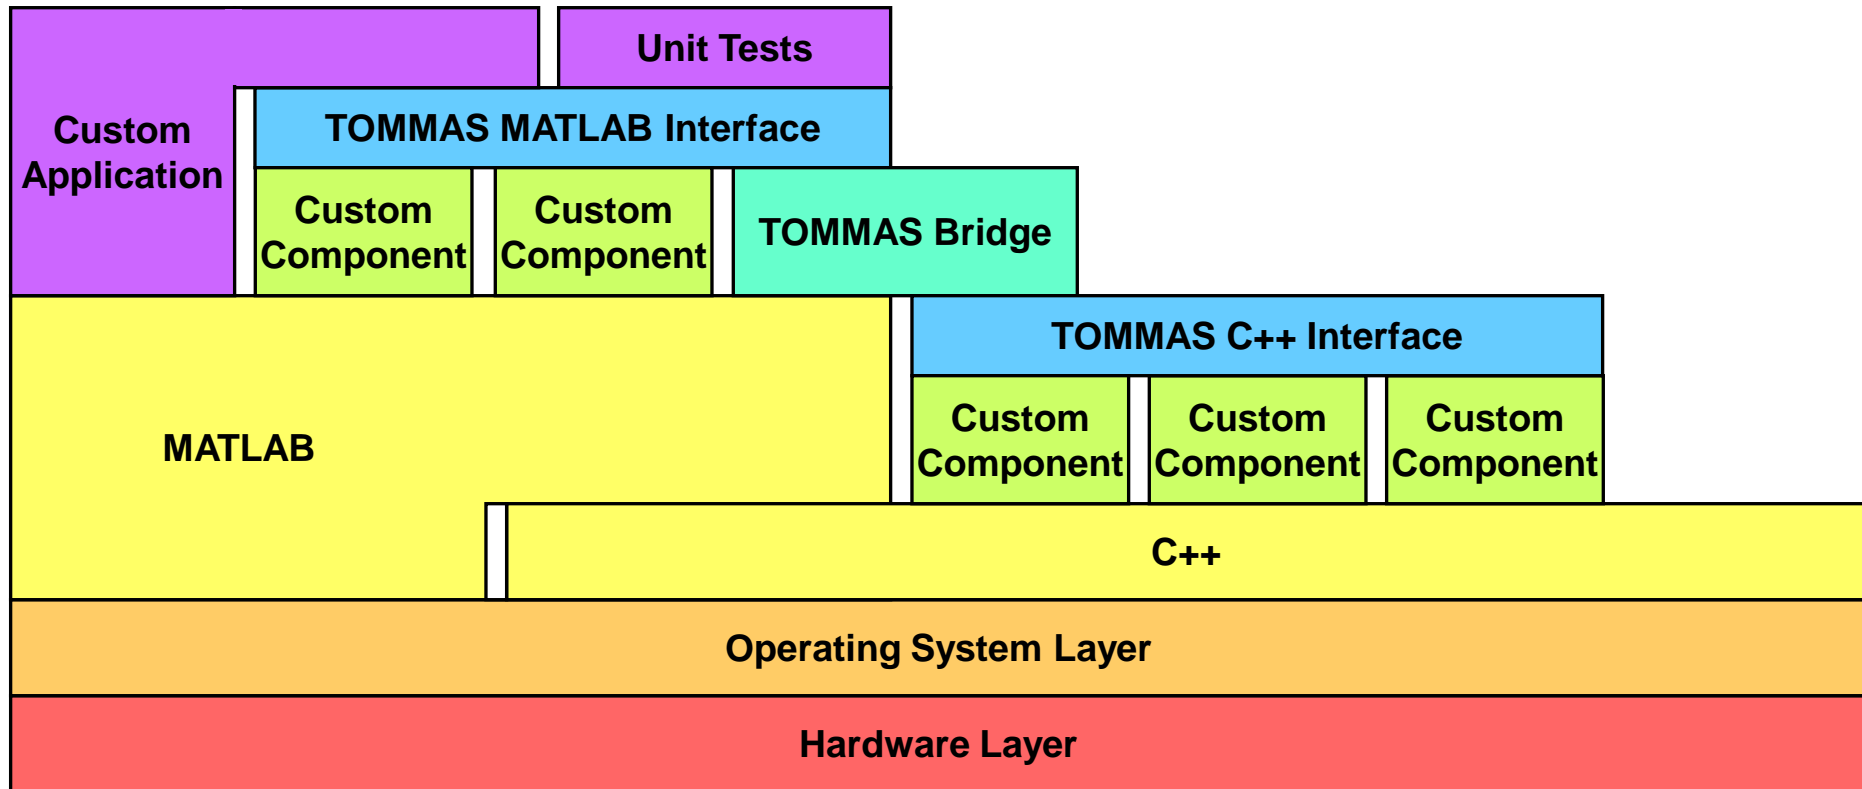 Unit Tests
Custom
Application
TOMMAS MATLAB Interface
Custom
Component
Custom
Component
TOMMAS Bridge
TOMMAS C++ Interface
MATLAB
Custom
Component
Custom
Component
Custom
Component
C++
Operating System Layer
Hardware Layer